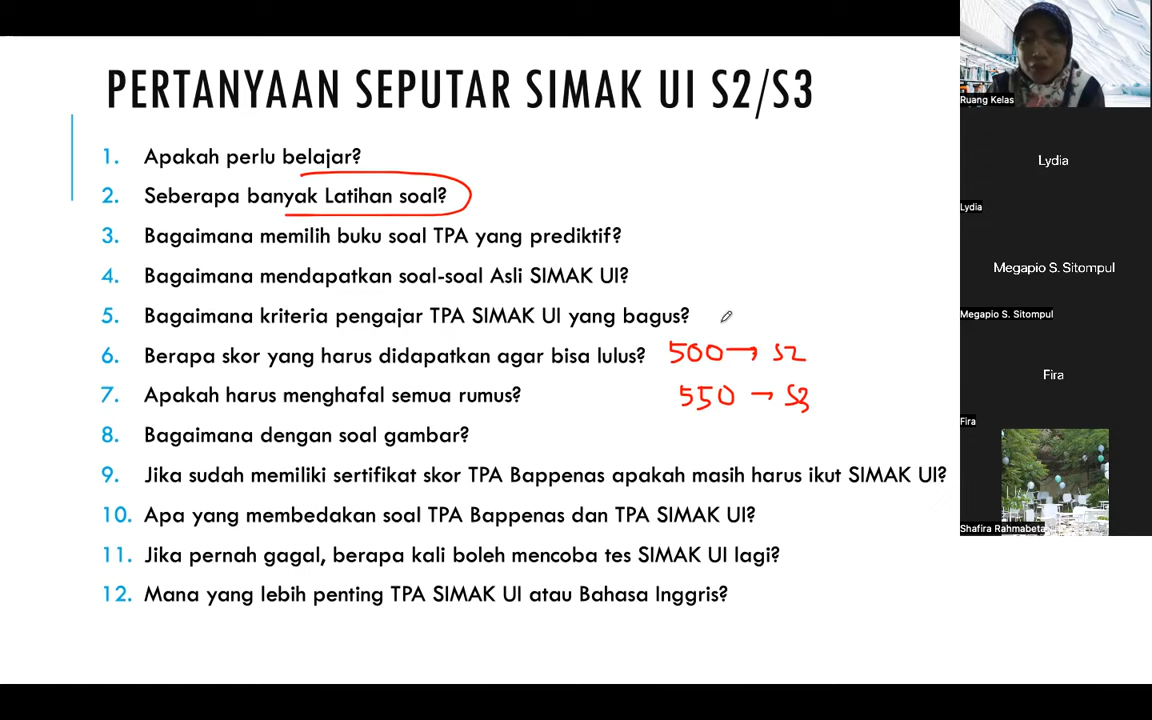 PERTANYAAN SEPUTAR SIMAK UI S2/S3
1. Apakah perlu belajar?
2. Seberapa banyak Latihan soal?
3. Bagaimana memilih buku soal TPA yang prediktif?
4. Bagaimana mendapatkan soal-soal Asli SIMAK UI?
5. Bagaimana kriteria pengajar TPA SIMAK UI yang bagus?
6. Berapa skor yang harus didapatkan agar bisa lulus? 500 → S2
550 → S3
7. Apakah harus menghafal semua rumus?
8. Bagaimana dengan soal gambar?
9. Jika sudah memiliki sertifikat skor TPA Bappenas apakah masih harus ikut SIMAK UI?
10. Apa yang membedakan soal TPA Bappenas dan TPA SIMAK UI?
11. Jika pernah gagal, berapa kali boleh mencoba tes SIMAK UI lagi?
12. Mana yang lebih penting TPA SIMAK UI atau Bahasa Inggris?
Ruang Kelas
Lydia
Lydia
Megapio S. Sitompul
Megapio S. Sitompul
Fira
Fira
Shafira Rahmabeta